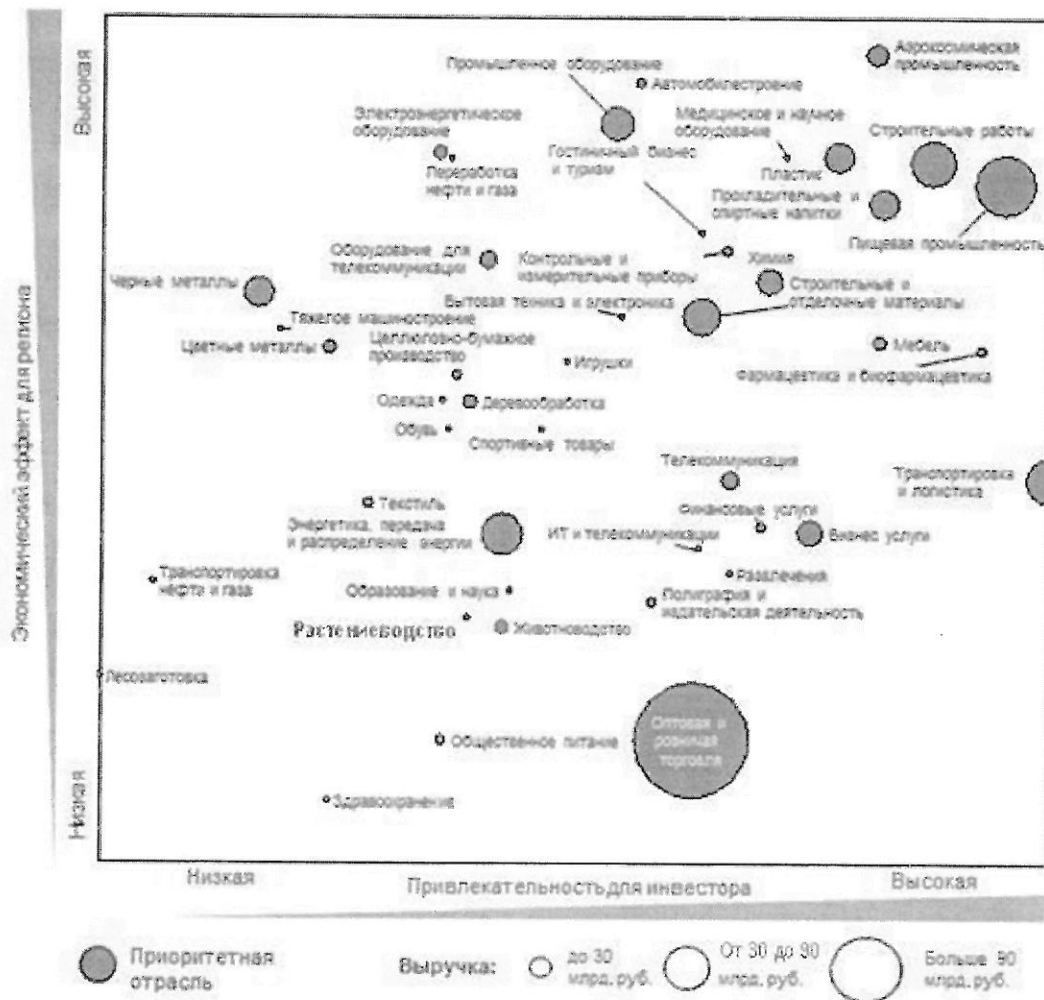 Экономический эффект для региона
Высокая
Низкая
Аэрокосмическая
промышленность
Промышленное оборудование
Автомобилестроение
Электроэнергетическое
оборудование
Медицинское и научное
оборудование
Строительные работы
Гостиничный бизнес
и туризм
Переработка
нефти и газа
Пластик
Прохладительные и
спиртные напитки
Пищевая промышленность
Оборудование для
телекоммуникации
Контрольные и
измерительные приборы
Химия
Черные металлы
Бытовая техника и электроника
Строительные и
отделочные материалы
Тяжелое машиностроение
Цветные металлы
Целлюлозно-бумажное
производство
Игрушки
Мебель
Фармацевтика и биофармацевтика
Одежда
Деревообработка
Обувь
Спортивные товары
Телекоммуникация
Транспортировка
и логистика
Текстиль
Финансовые услуги
Энергетика, передача
и распределение энергии
ИТ и телекоммуникации
Бизнес услуги
Транспортировка
нефти и газа
Развлечения
Образование и наука
Полиграфия и
издательская деятельность
Растениеводство
Животноводство
Лесозаготовка
Оптовая и
розничная
торговля
Общественное питание
Здравоохранение
Низкая
Привлекательность для инвестора
Высокая
Приоритетная
отрасль
Выручка:
до 30
млрд. руб.
От 30 до 90
млрд. руб.
Больше 90
млрд. руб.